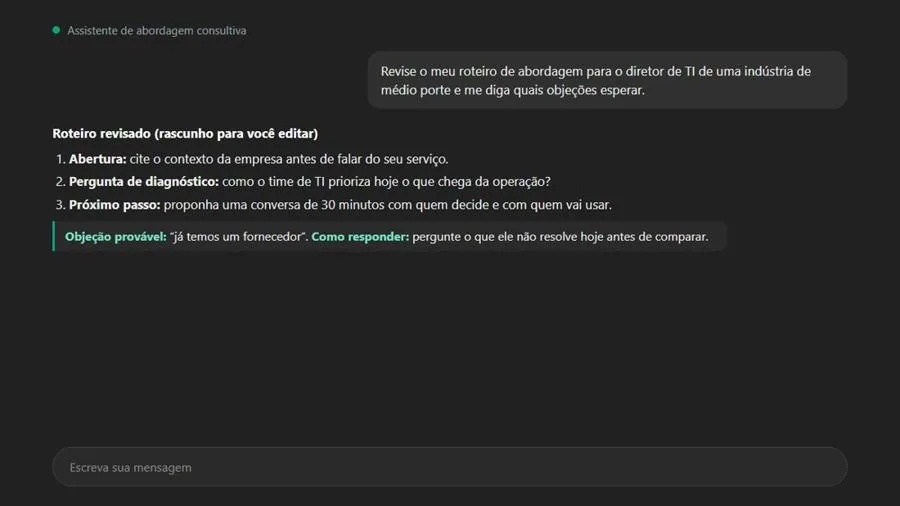 Assistente de abordagem consultiva
Revise o meu roteiro de abordagem para o diretor de TI de uma indústria de
médio porte e me diga quais objeções esperar.
Roteiro revisado (rascunho para você editar)
1. Abertura: cite o contexto da empresa antes de falar do seu serviço.
2. Pergunta de diagnóstico: como o time de TI prioriza hoje o que chega da operação?
3. Próximo passo: proponha uma conversa de 30 minutos com quem decide e com quem vai usar.
Objeção provável: “já temos um fornecedor”. Como responder: pergunte o que ele não resolve hoje antes de comparar.
Escreva sua mensagem